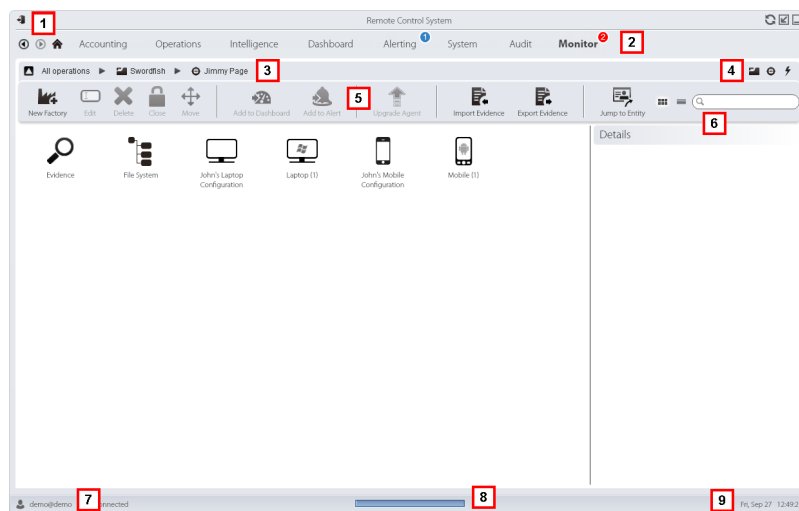 1
Remote Control System
Accounting Operations Intelligence Dashboard Alerting 1 System Audit Monitor 2 2
All operations Swordfish Jimmy Page 3 4
New Factory Edit Delete Close Move Add to Dashboard Add to Alert 5 Upgrade Agent Import Evidence Export Evidence Jump to Entity
6
Details
Evidence File System John's Laptop Configuration Laptop (1) John's Mobile Configuration Mobile (1)
demo@demo 7 8 9 Fri, Sep 27